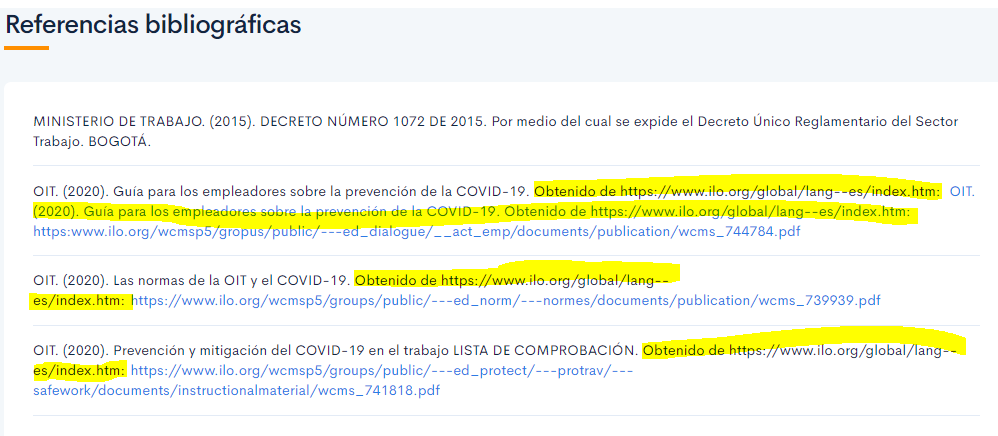 Referencias bibliográficas
MINISTERIO DE TRABAJO. (2015). DECRETO NÚMERO 1072 DE 2015. Por medio del cual se expide el Decreto Único Reglamentario del Sector
Trabajo. BOGOTÁ.
OIT. (2020). Guía para los empleadores sobre la prevención de la COVID-19. Obtenido de https://www.ilo.org/global/lang--es/index.htm: OIT.
(2020). Guía para los empleadores sobre la prevención de la COVID-19. Obtenido de https://www.ilo.org/global/lang--es/index.htm:
https:www.ilo.org/wcmsp5/gropus/public/---ed_dialogue/__act_emp/documents/publication/wcms_744784.pdf
OIT. (2020). Las normas de la OIT y el COVID-19. Obtenido de https://www.ilo.org/global/lang--
es/index.htm: https://www.ilo.org/wcmsp5/groups/public/---ed_norm/---normes/documents/publication/wcms_739939.pdf
OIT. (2020). Prevención y mitigación del COVID-19 en el trabajo LISTA DE COMPROBACIÓN. Obtenido de https://www.ilo.org/global/lang--
es/index.htm: https://www.ilo.org/wcmsp5/groups/public/---ed_protect/---protrav/---
safework/documents/instructionalmaterial/wcms_741818.pdf